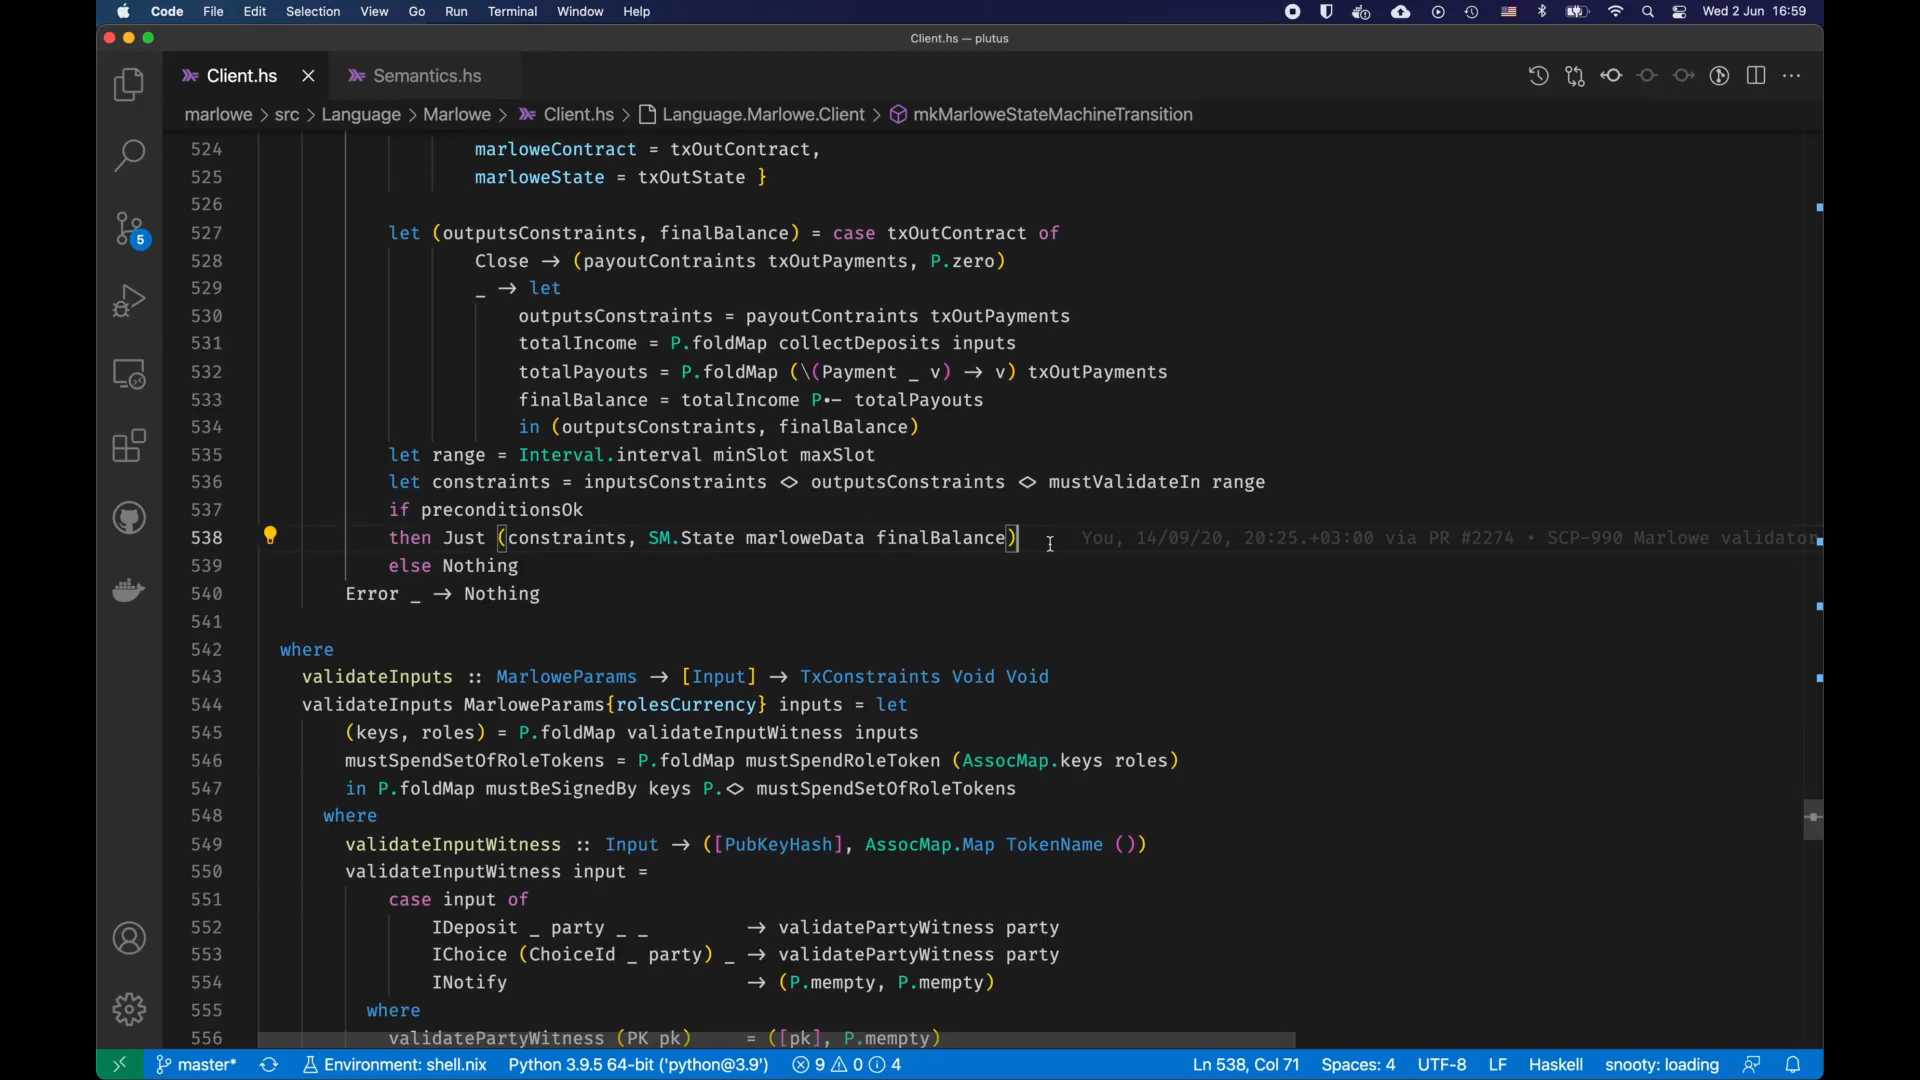 Code File Edit Selection View Go Run Terminal Window Help Wed 2 Jun 16:59
Client.hs — plutus
Client.hs Semantics.hs
marlowe > src > Language > Marlowe > Client.hs > Language.Marlowe.Client > mkMarloweStateMachineTransition
524 marloweContract = txOutContract,
525 marloweState = txOutState }
526
527 let (outputsConstraints, finalBalance) = case txOutContract of
528 Close → (payoutContraints txOutPayments, P.zero)
529 _ → let
530 outputsConstraints = payoutContraints txOutPayments
531 totalIncome = P.foldMap collectDeposits inputs
532 totalPayouts = P.foldMap (\(Payment _ v) → v) txOutPayments
533 finalBalance = totalIncome P.- totalPayouts
534 in (outputsConstraints, finalBalance)
535 let range = Interval.interval minSlot maxSlot
536 let constraints = inputsConstraints <> outputsConstraints <> mustValidateIn range
537 if preconditionsOk
538 then Just (constraints, SM.State marloweData finalBalance) You, 14/09/20, 20:25.+03:00 via PR #2274 • SCP-990 Marlowe validator
539 else Nothing
540 Error _ → Nothing
541
542 where
543 validateInputs :: MarloweParams → [Input] → TxConstraints Void Void
544 validateInputs MarloweParams{rolesCurrency} inputs = let
545 (keys, roles) = P.foldMap validateInputWitness inputs
546 mustSpendSetOfRoleTokens = P.foldMap mustSpendRoleToken (AssocMap.keys roles)
547 in P.foldMap mustBeSignedBy keys P.<> mustSpendSetOfRoleTokens
548 where
549 validateInputWitness :: Input → ([PubKeyHash], AssocMap.Map TokenName ())
550 validateInputWitness input =
551 case input of
552 IDeposit _ party _ _ → validatePartyWitness party
553 IChoice (ChoiceId _ party) _ → validatePartyWitness party
554 INotify → (P.mempty, P.mempty)
555 where
556 validatePartyWitness (PK pk) = ([pk], P.mempty)
5
master* Environment: shell.nix Python 3.9.5 64-bit ('python@3.9') 9 0 4 Ln 538, Col 71 Spaces: 4 UTF-8 LF Haskell snooty: loading